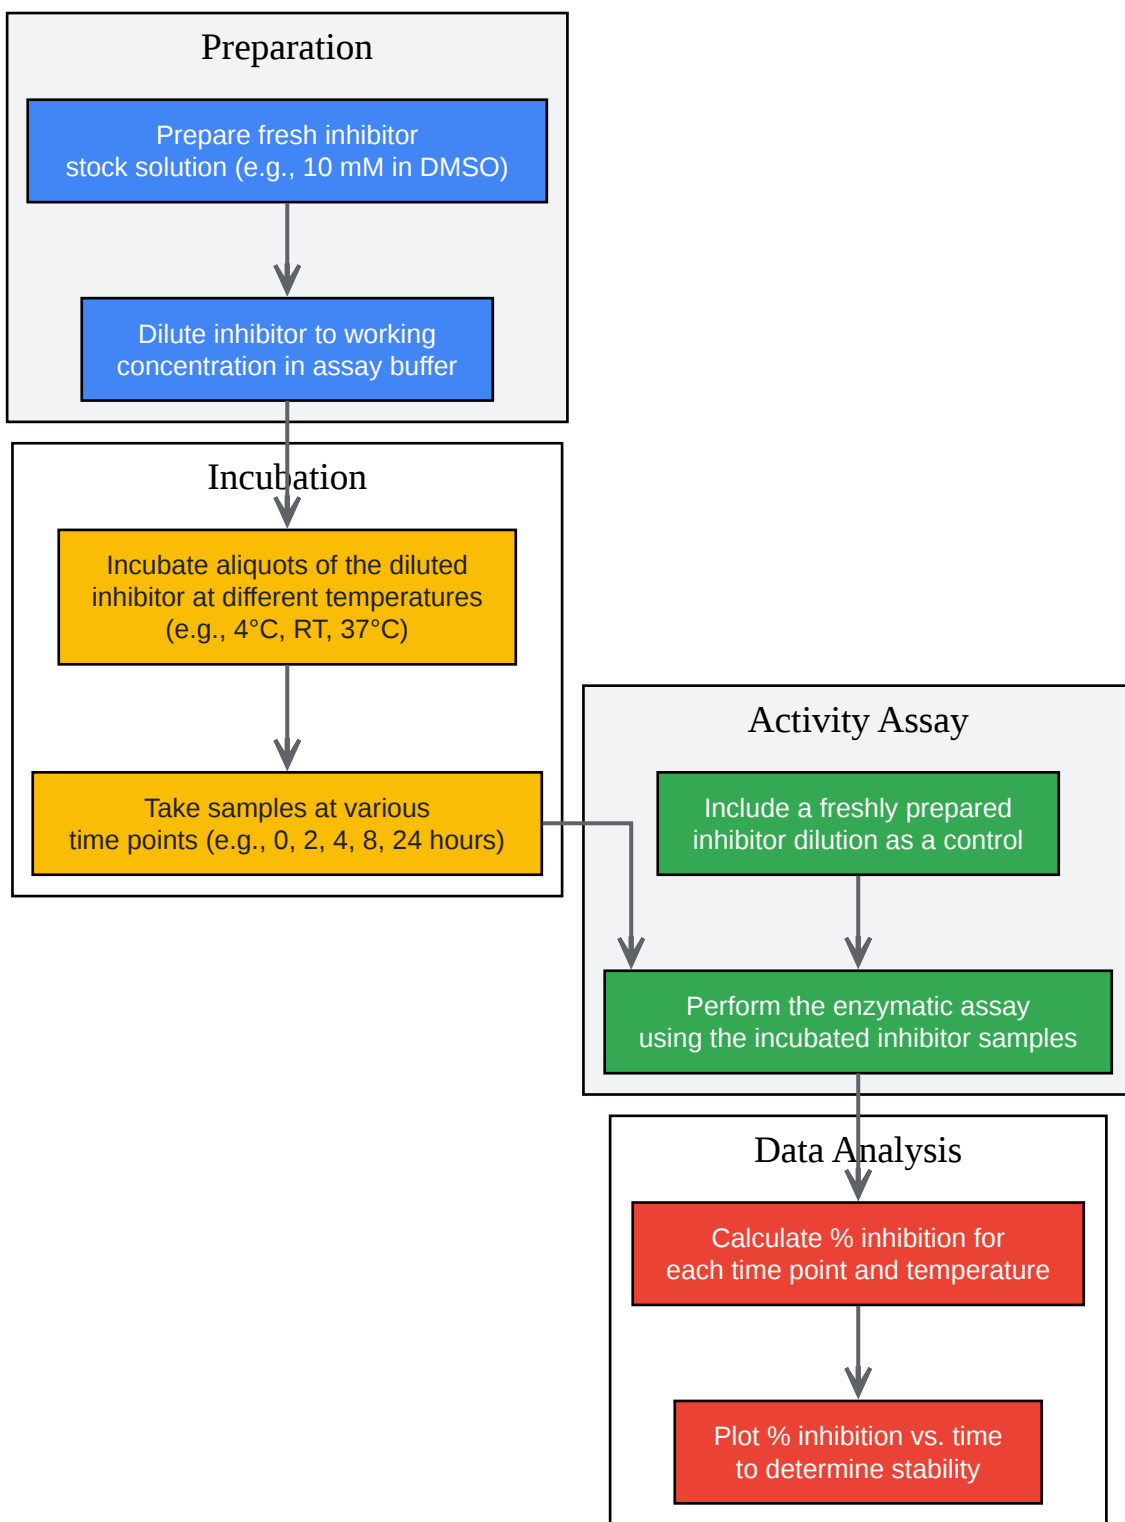 Preparation
Prepare fresh inhibitor
stock solution (e.g., 10 mM in DMSO)
Dilute inhibitor to working
concentration in assay buffer
Incubation
Incubate aliquots of the diluted
inhibitor at different temperatures
(e.g., 4°C, RT, 37°C)
Take samples at various
time points (e.g., 0, 2, 4, 8, 24 hours)
Activity Assay
Include a freshly prepared
inhibitor dilution as a control
Perform the enzymatic assay
using the incubated inhibitor samples
Data Analysis
Calculate % inhibition for
each time point and temperature
Plot % inhibition vs. time
to determine stability